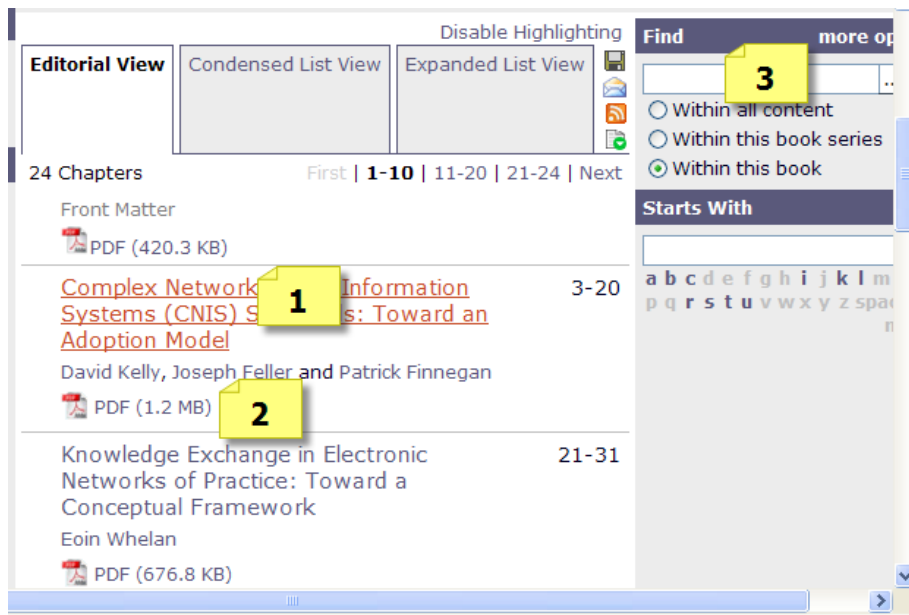 Disable Highlighting
Editorial View
Condensed List View
Expanded List View
24 Chapters
First | 1-10 | 11-20 | 21-24 | Next
Front Matter
PDF (420.3 KB)
Complex Network Information 3-20
Systems (CNIS) S s: Toward an
Adoption Model
1
David Kelly, Joseph Feller and Patrick Finnegan
PDF (1.2 MB)
2
Knowledge Exchange in Electronic 21-31
Networks of Practice: Toward a
Conceptual Framework
Eoin Whelan
PDF (676.8 KB)
Find more op
3
...
Within all content
Within this book series
Within this book
Starts With
a b c d e f g h i j k l m
p q r s t u v w x y z spa